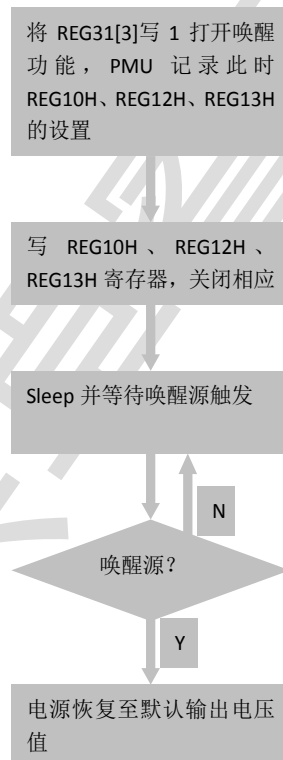 将 REG31[3]写 1 打开唤醒
功能，PMU 记录此时
REG10H、REG12H、REG13H
的设置
写 REG10H 、 REG12H 、
REG13H 寄存器，关闭相应
Sleep 并等待唤醒源触发
N
唤醒源？
Y
电源恢复至默认输出电压
值